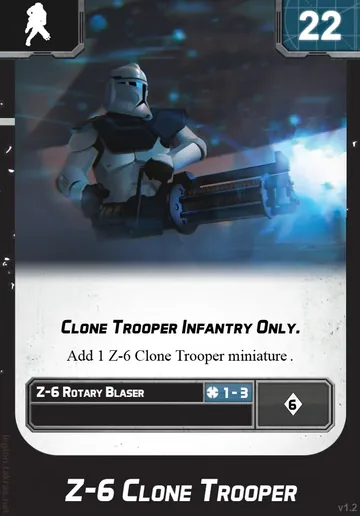 22
Clone Trooper Infantry Only.
Add 1 Z-6 Clone Trooper miniature .
Z-6 Rotary Blaser 1 - 3
6
Z-6 Clone Trooper
v1.2